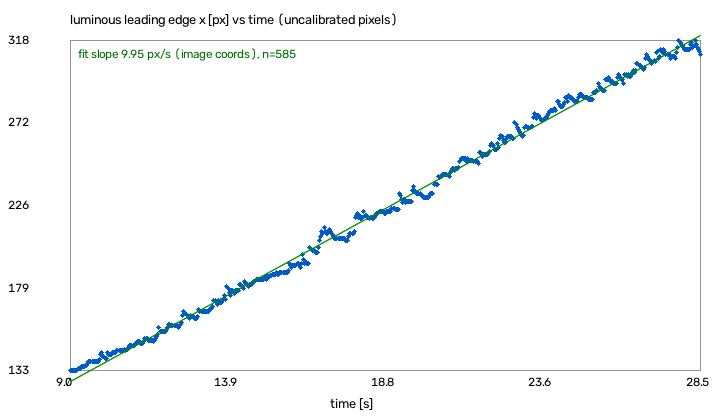 luminous leading edge x [px] vs time (uncalibrated pixels)
318
fit slope 9.95 px/s (image coords), n=585
272
226
179
133
9.0 13.9 18.8 23.6 28.5
time [s]